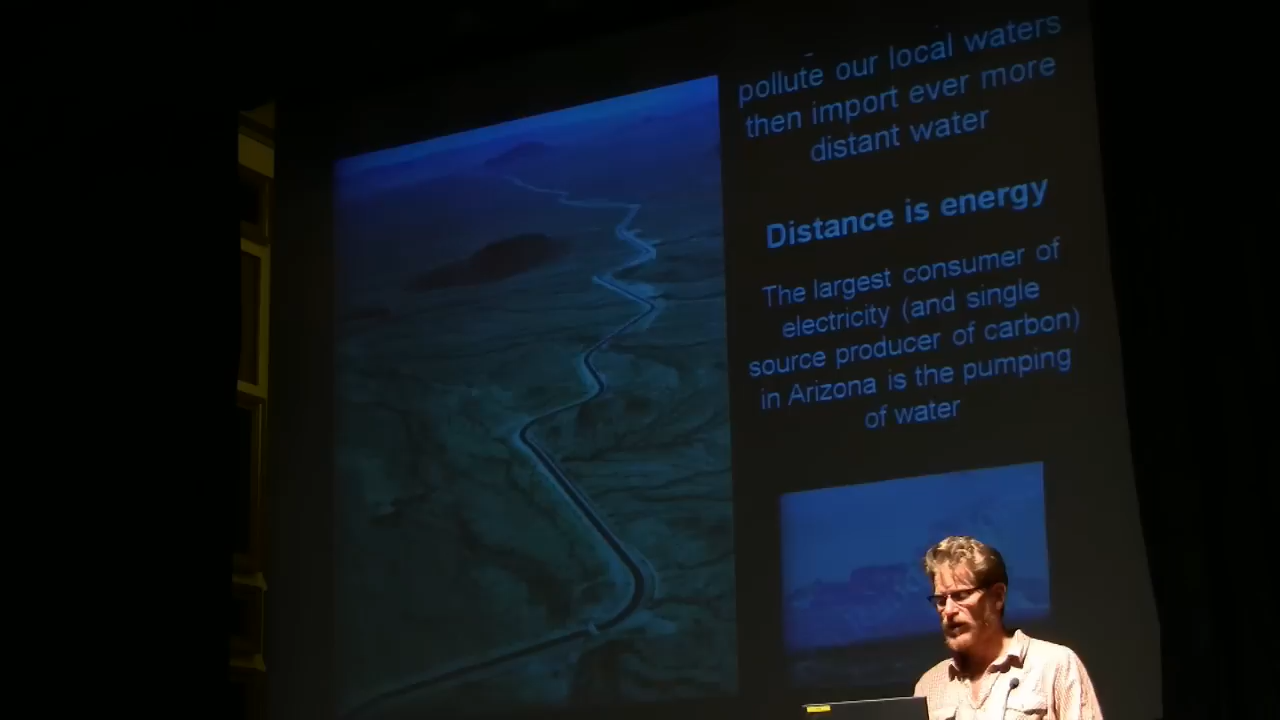 pollute our local waters
then import ever more
distant water
Distance is energy
The largest consumer of
electricity (and single
source producer of carbon)
in Arizona is the pumping
of water